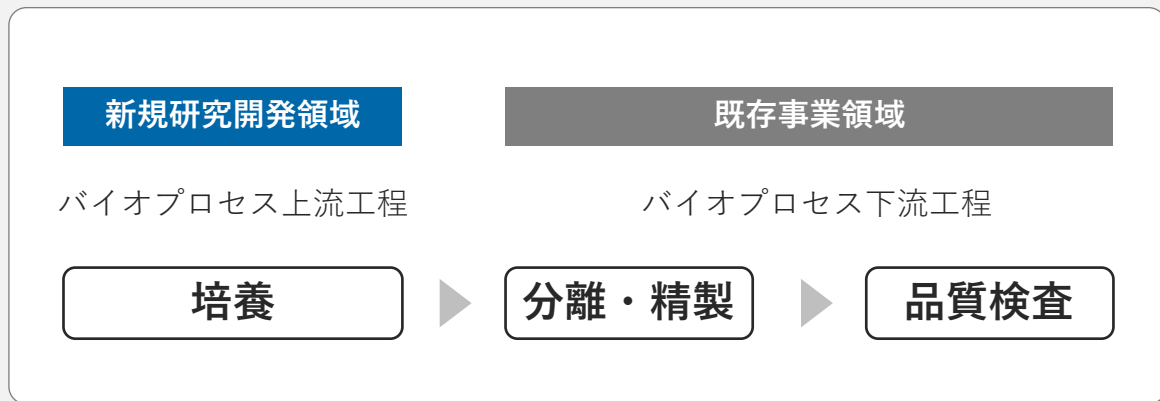 新規研究開発領域
既存事業領域
バイオプロセス上流工程
バイオプロセス下流工程
培養
分離・精製
品質検査